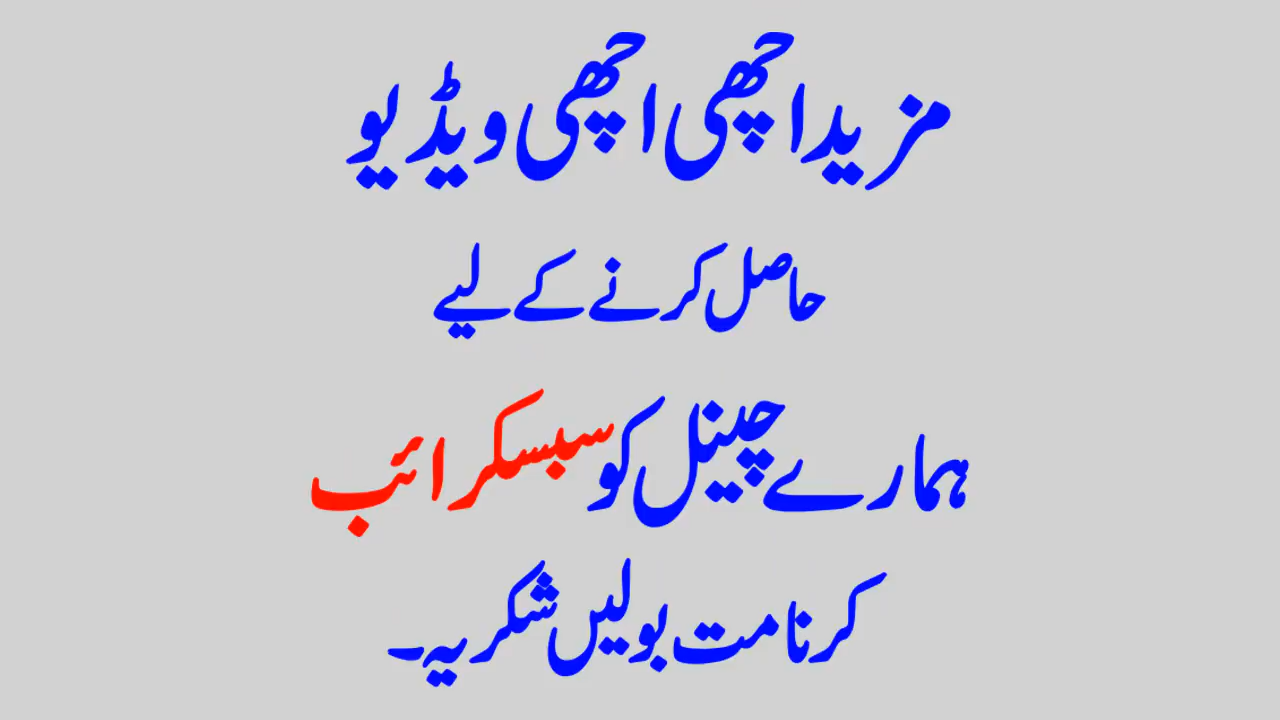 مزید اچھی اچھی ویڈیو
حاصل کرنے کے لیے
ہمارے چینل کو سبسکرائب
کرنا مت بولیں شکریہ۔